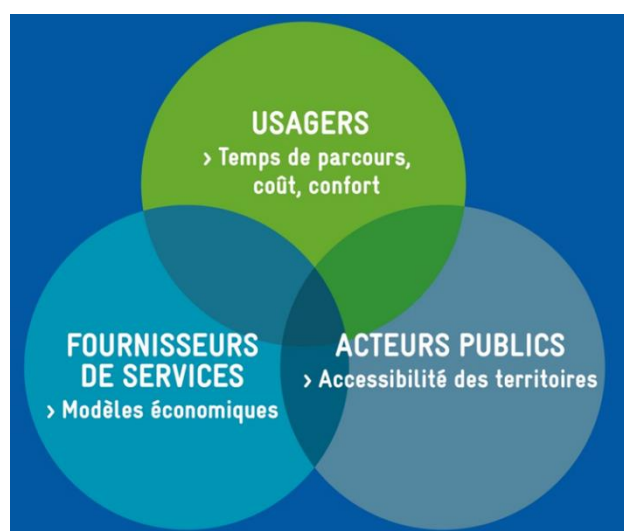 USAGERS
› Temps de parcours,
coût, confort
FOURNISSEURS
DE SERVICES
› Modèles économiques
ACTEURS PUBLICS
› Accessibilité des territoires